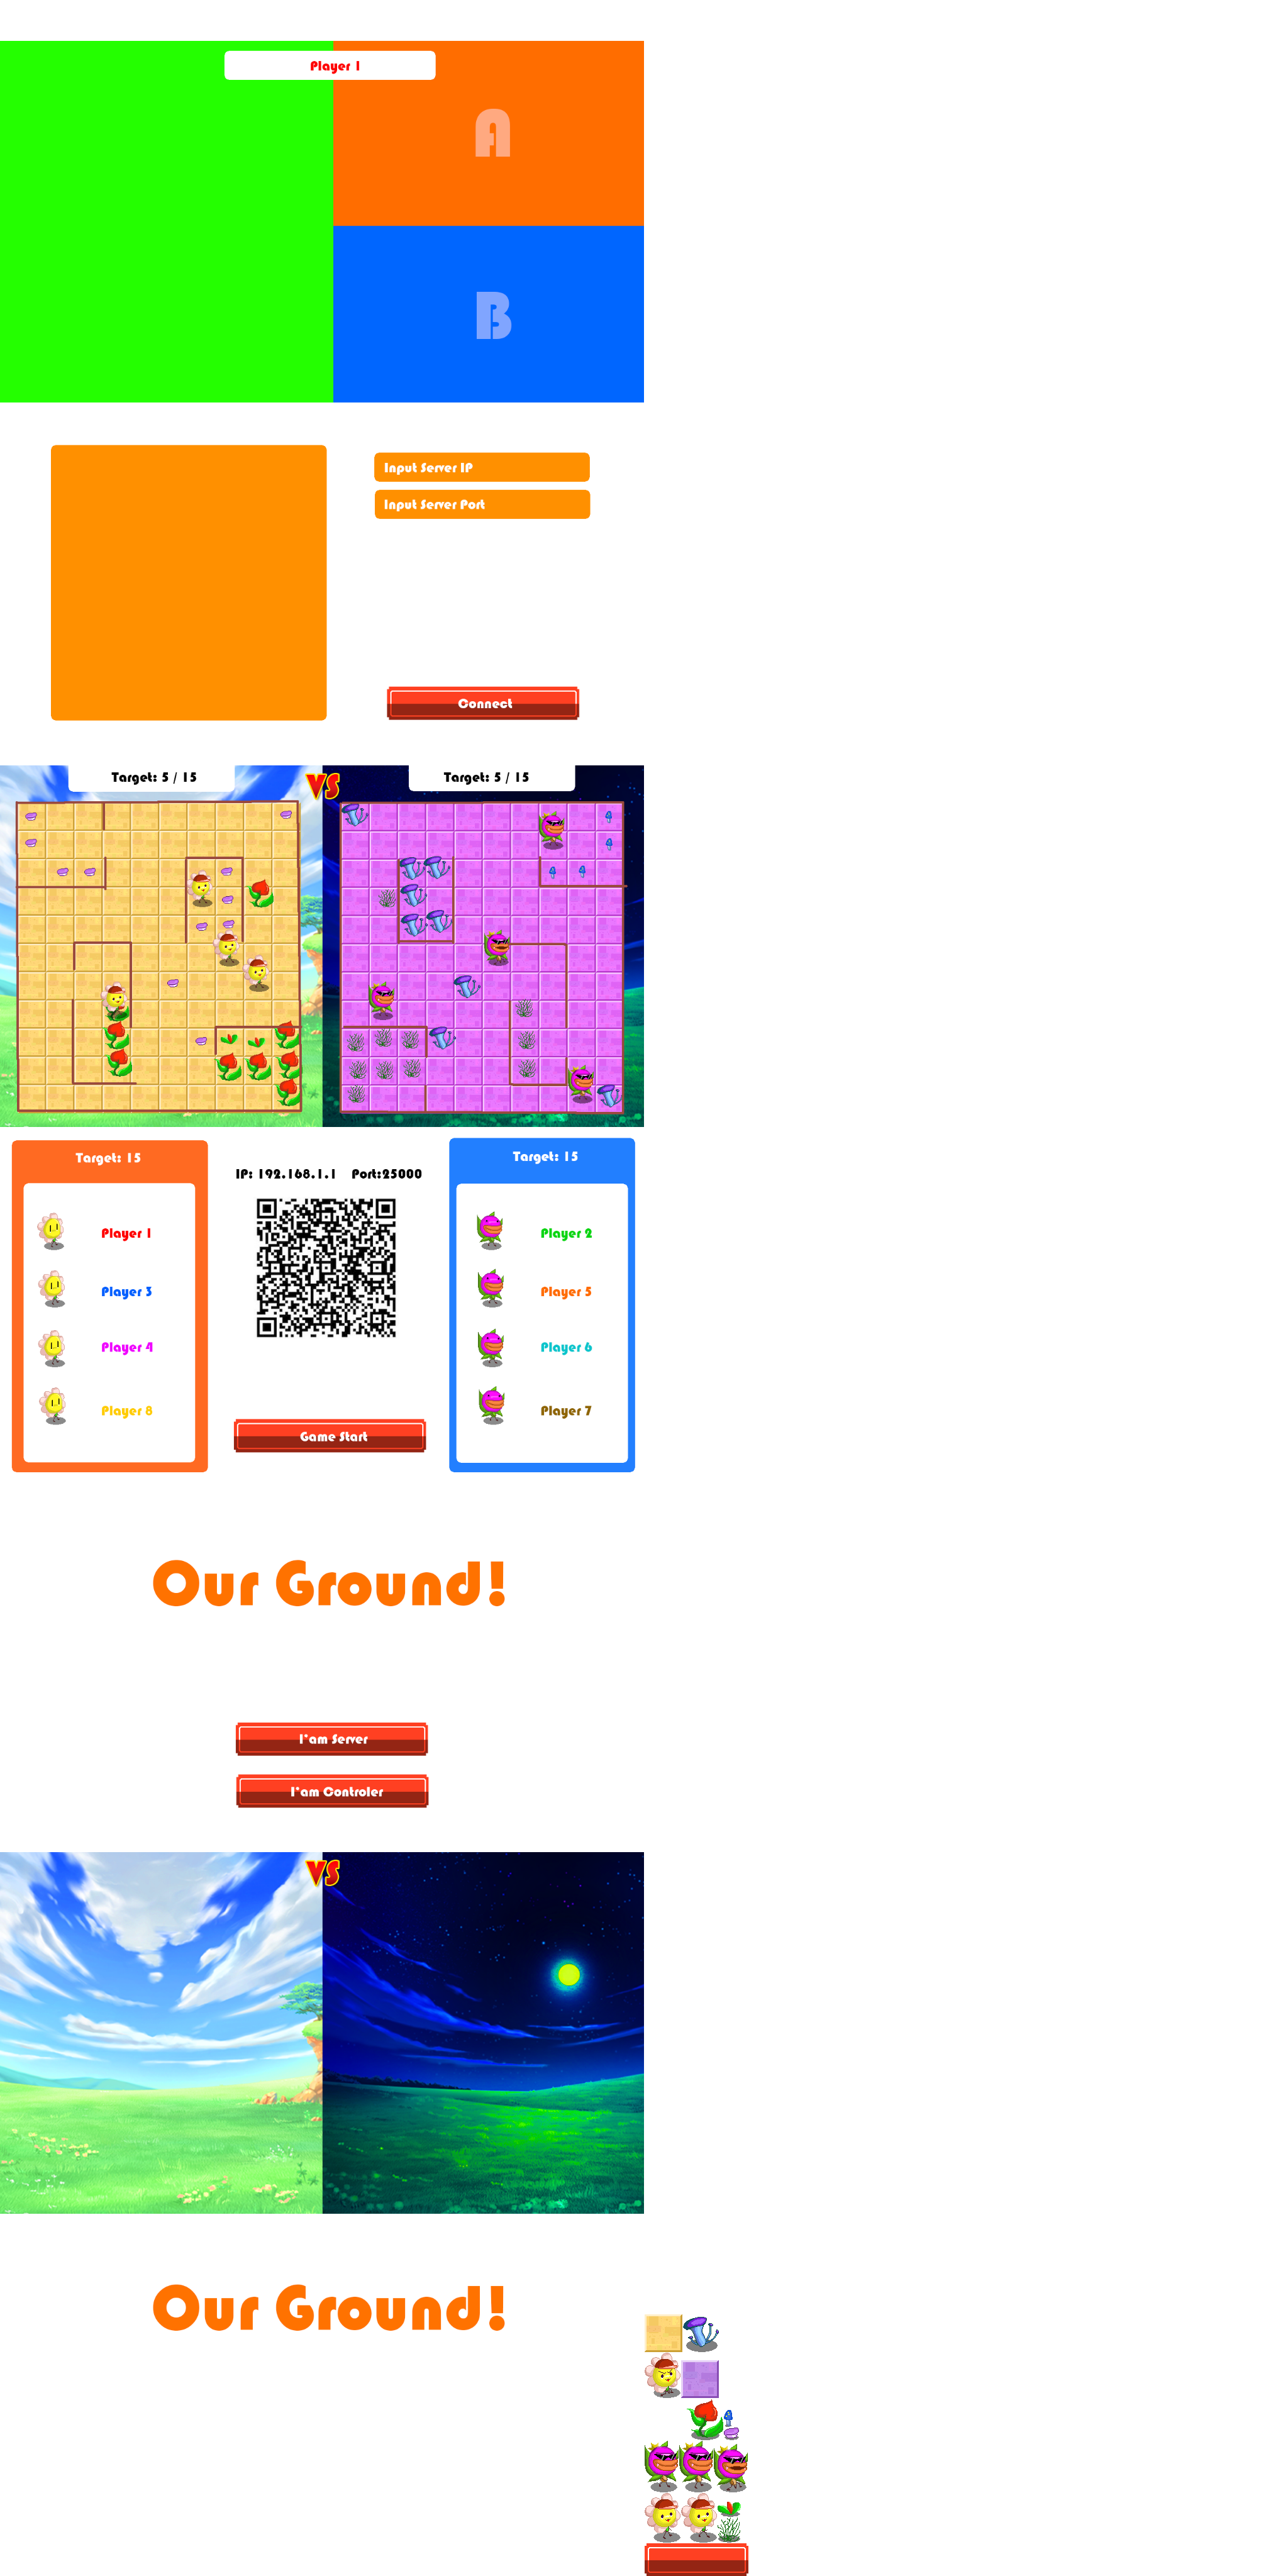 Player 1
A
B
Input Server IP
Input Server Port
Connect
Target: 5 / 15
VS
Target: 5 / 15
Target: 15
Player 1
Player 3
Player 4
Player 8
IP: 192.168.1.1 Port:25000
Game Start
Target: 15
Player 2
Player 5
Player 6
Player 7
Our Ground!
I'am Server
I'am Controler
VS
Our Ground!